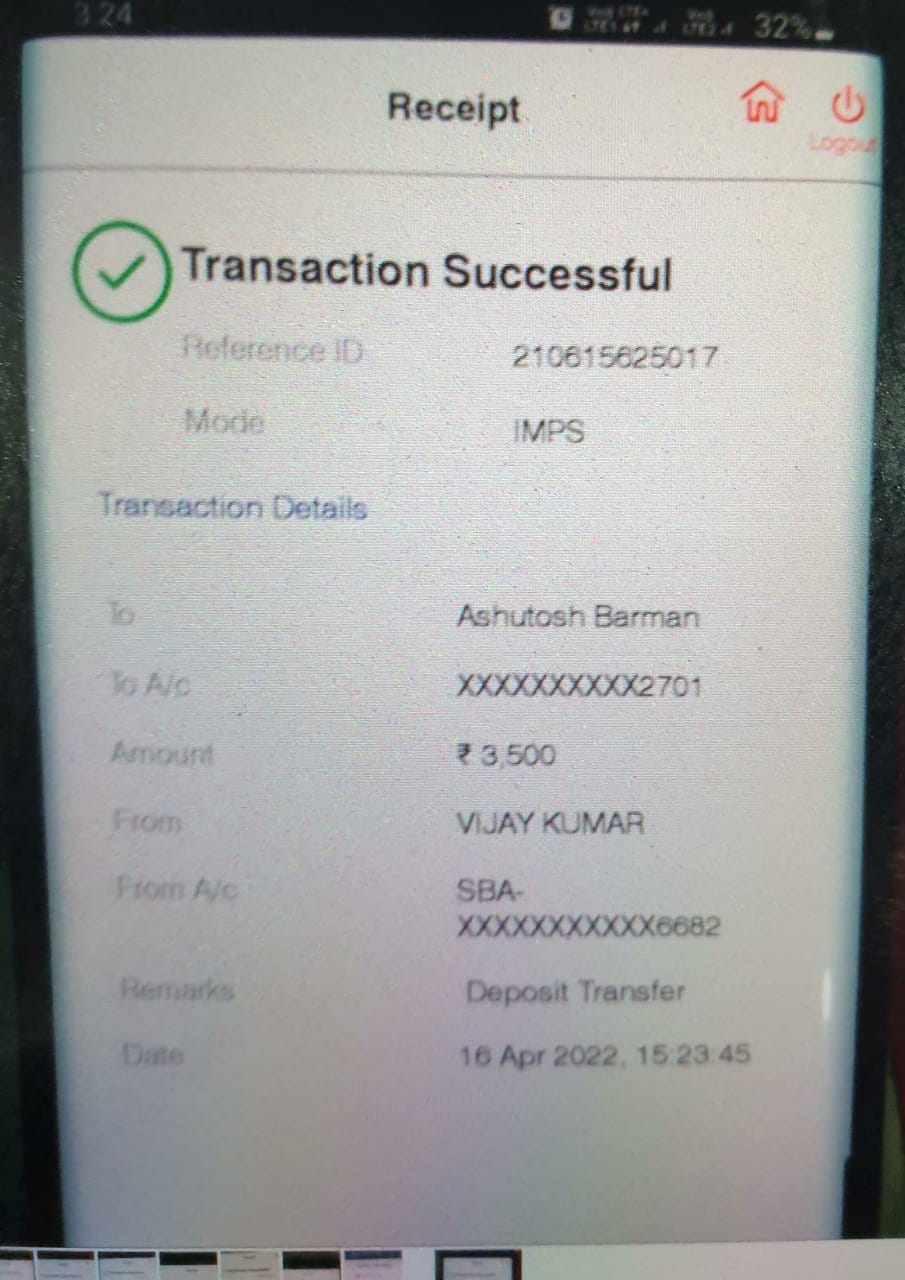 3:24
32%
Receipt
Logout
Transaction Successful
Reference ID 210615625017
Mode IMPS
Transaction Details
To Ashutosh Barman
To A/c XXXXXXXXXX2701
Amount ₹ 3,500
From VIJAY KUMAR
From A/c SBA-
XXXXXXXXXXX6682
Remarks Deposit Transfer
Date 16 Apr 2022, 15:23:45